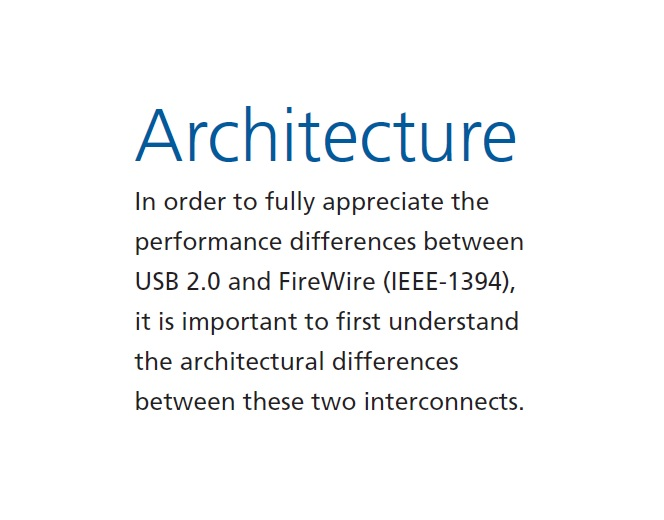 Architecture
In order to fully appreciate the
performance differences between
USB 2.0 and FireWire (IEEE-1394),
it is important to first understand
the architectural differences
between these two interconnects.